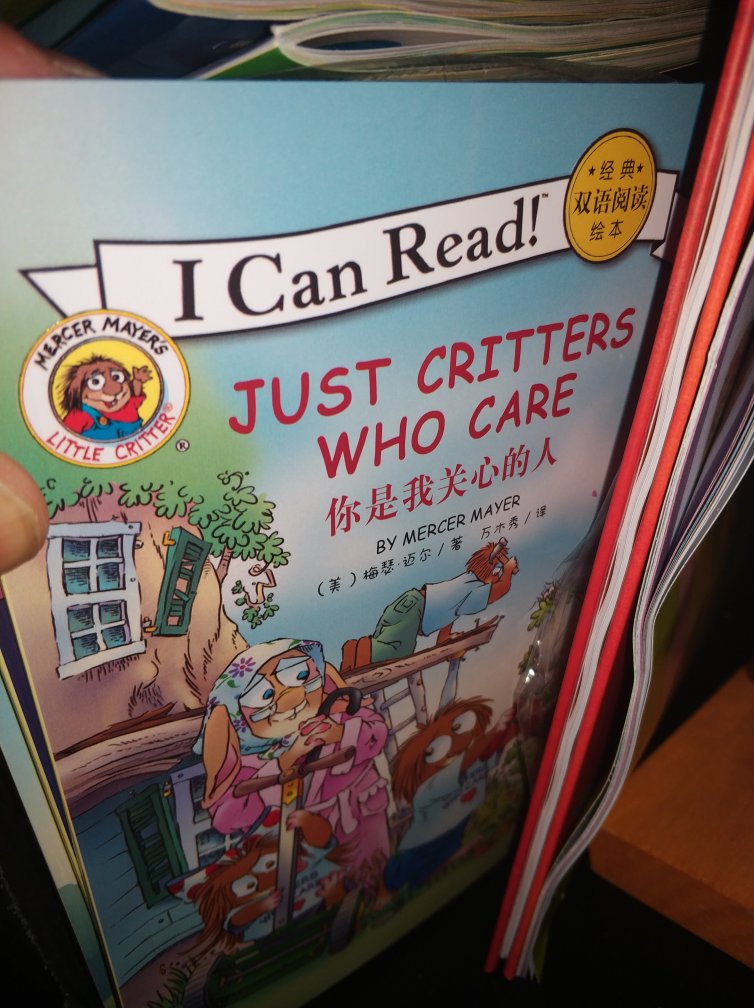 ★经典★
双语阅读
绘本
I Can Read!™
MERCER MAYER'S
LITTLE CRITTER®
®
JUST CRITTERS
WHO CARE
你是我关心的人
BY MERCER MAYER
(美)梅瑟·迈尔/著 万木秀/译